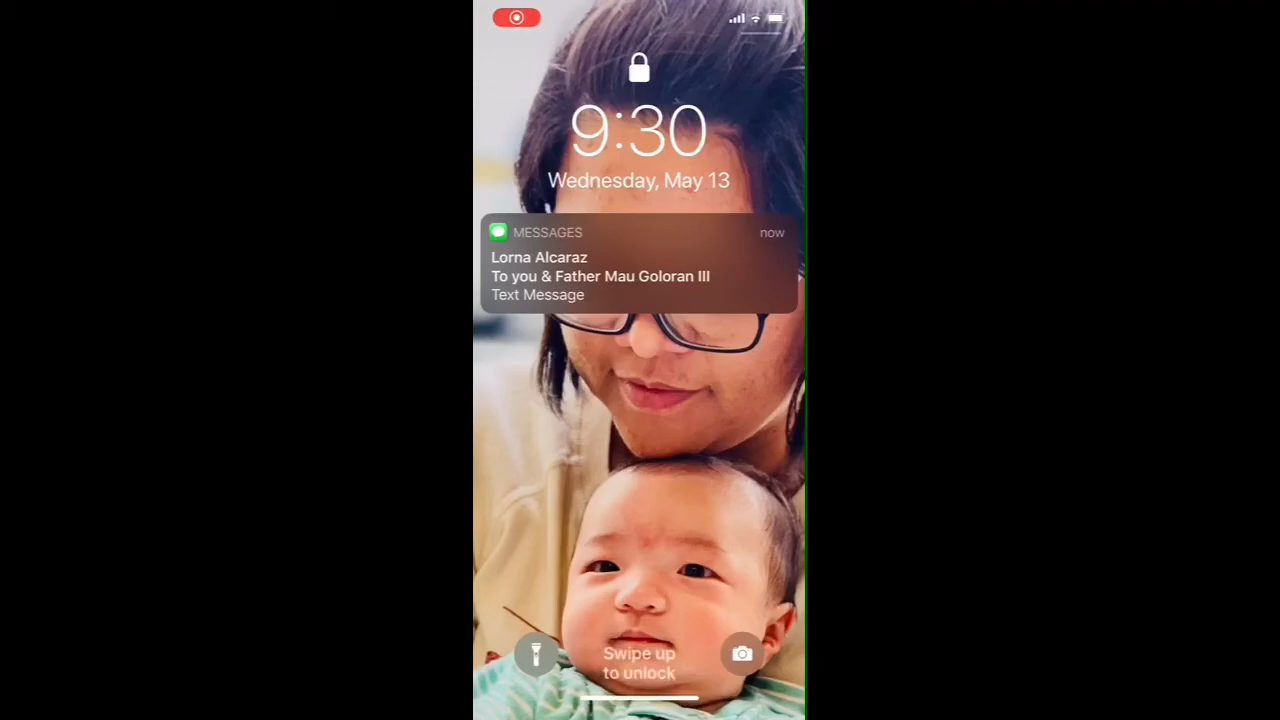 9:30
Wednesday, May 13
MESSAGES now
Lorna Alcaraz
To you & Father Mau Goloran III
Text Message
Swipe up
to unlock